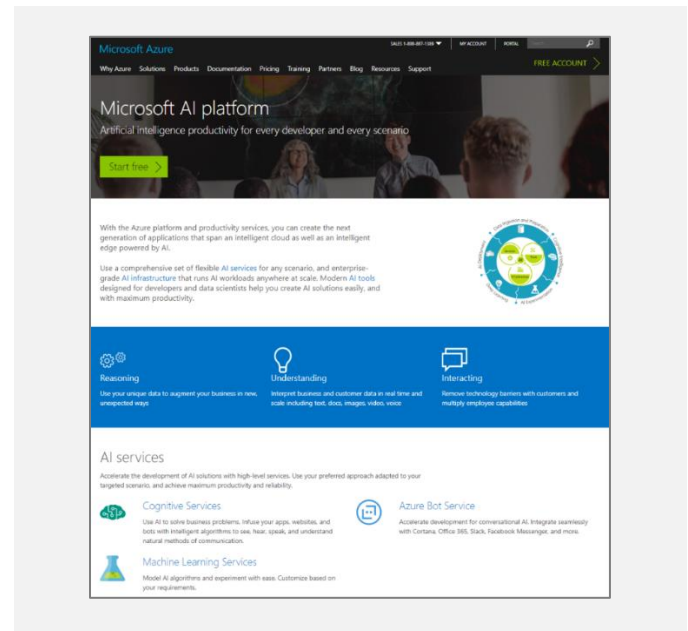 Microsoft Azure
SALES 1-800-867-1389 MY ACCOUNT PORTAL
Why Azure Solutions Products Documentation Pricing Training Partners Blog Resources Support
FREE ACCOUNT
Microsoft AI platform
Artificial intelligence productivity for every developer and every scenario
Start free
With the Azure platform and productivity services, you can create the next
generation of applications that span an intelligent cloud as well as an intelligent
edge powered by AI.
Use a comprehensive set of flexible AI services for any scenario, and enterprise-
grade AI infrastructure that runs AI workloads anywhere at scale. Modern AI tools
designed for developers and data scientists help you create AI solutions easily, and
with maximum productivity.
Reasoning
Use your unique data to augment your business in new,
unexpected ways
Understanding
Interpret business and customer data in real time and
scale including text, docs, images, video, voice
Interacting
Remove technology barriers with customers and
multiply employee capabilities
AI services
Accelerate the development of AI solutions with high-level services. Use your preferred approach adapted to your
targeted scenario, and achieve maximum productivity and reliability.
Cognitive Services
Use AI to solve business problems. Infuse your apps, websites, and
bots with intelligent algorithms to see, hear, speak, and understand
natural methods of communication.
Azure Bot Service
Accelerate development for conversational AI. Integrate seamlessly
with Cortana, Office 365, Slack, Facebook Messenger, and more.
Machine Learning Services
Model AI algorithms and experiment with ease. Customize based on
your requirements.